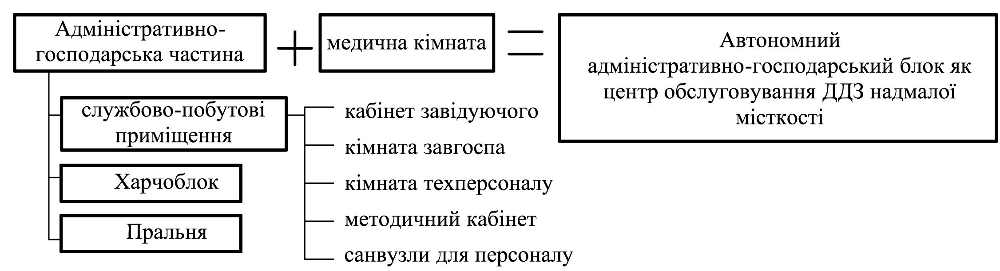 Адміністративно-
господарська частина
медична кімната
Автономний
адміністративно-господарський блок як
центр обслуговування ДДЗ надмалої
місткості
службово-побутові
приміщення
Харчоблок
Пральня
кабінет завідуючого
кімната завгоспа
кімната техперсоналу
методичний кабінет
санвузли для персоналу